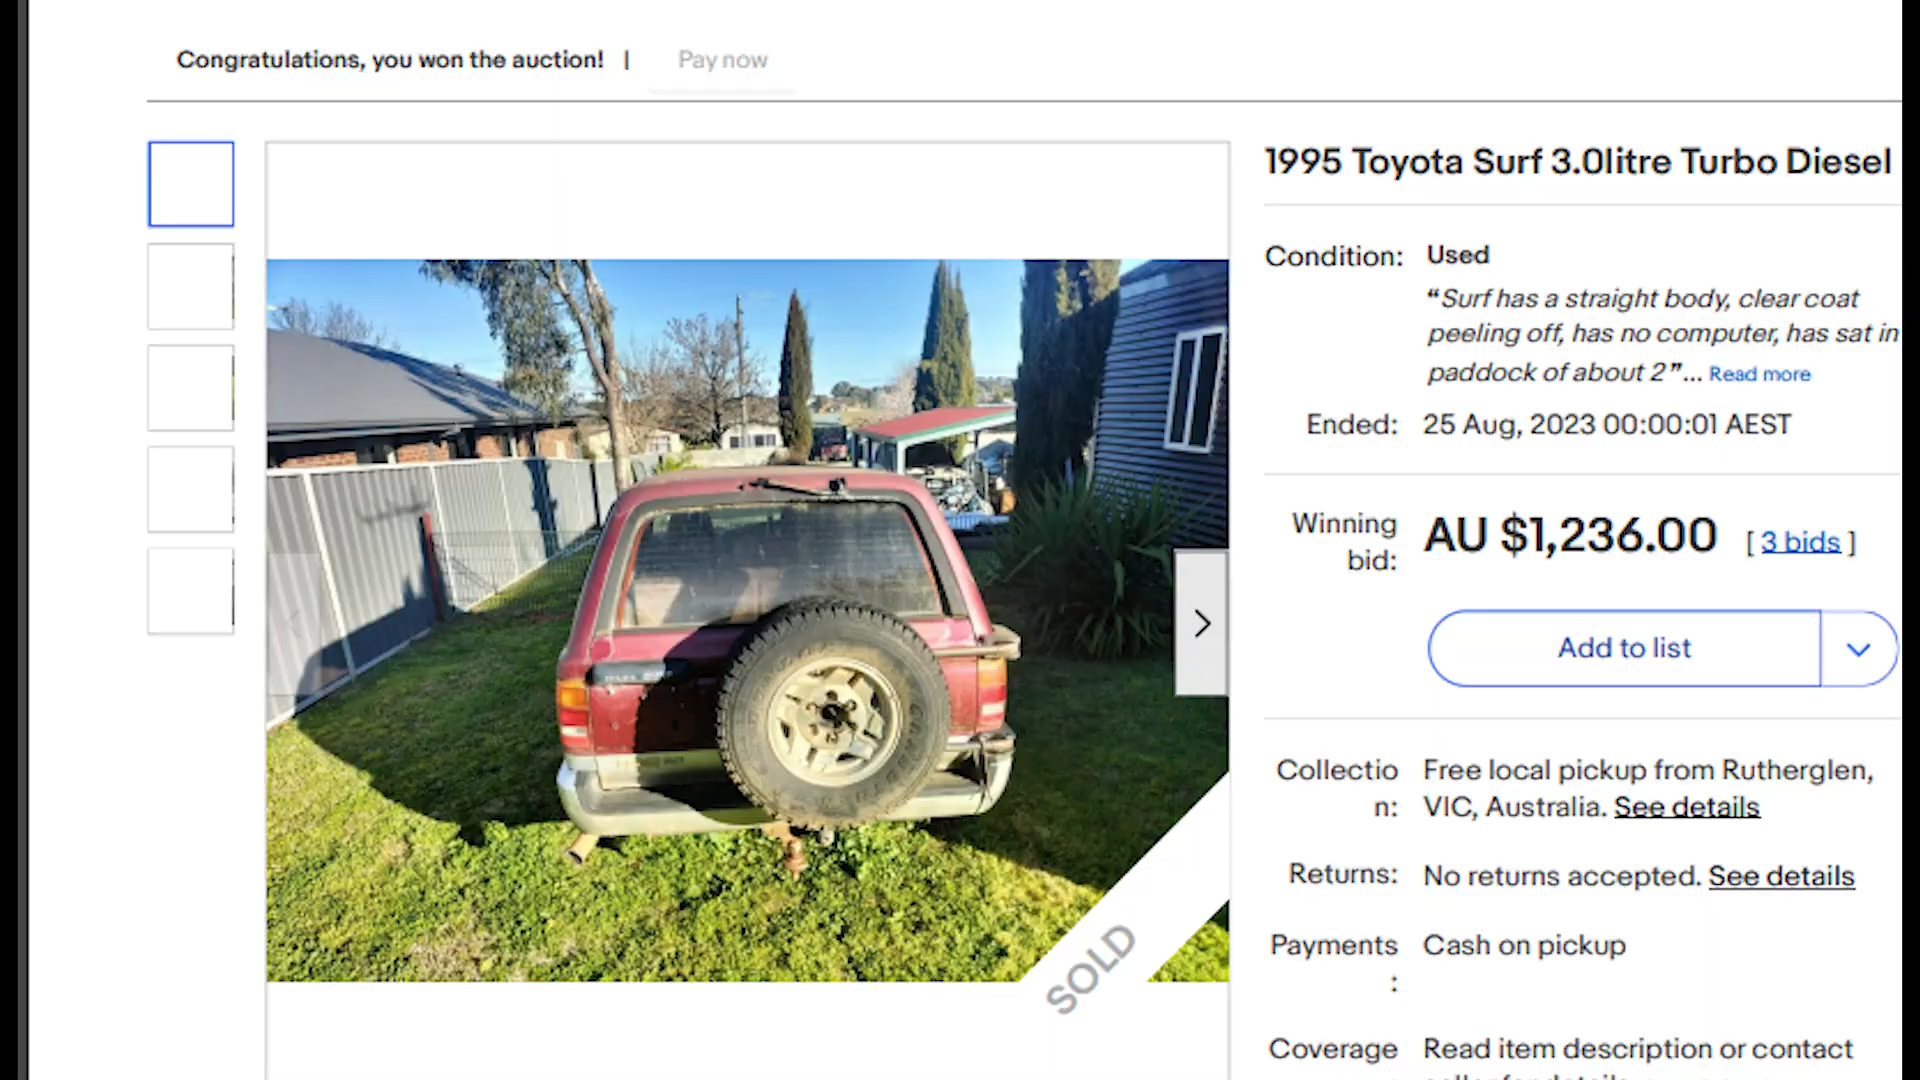 Congratulations, you won the auction! | Pay now
1995 Toyota Surf 3.0litre Turbo Diesel
Condition: Used
“Surf has a straight body, clear coat
peeling off, has no computer, has sat in
paddock of about 2”... Read more
Ended: 25 Aug, 2023 00:00:01 AEST
Winning
bid:
AU $1,236.00 [ 3 bids ]
Add to list
Collectio
n:
Free local pickup from Rutherglen,
VIC, Australia. See details
Returns: No returns accepted. See details
Payments
:
Cash on pickup
Coverage
Read item description or contact
SOLD